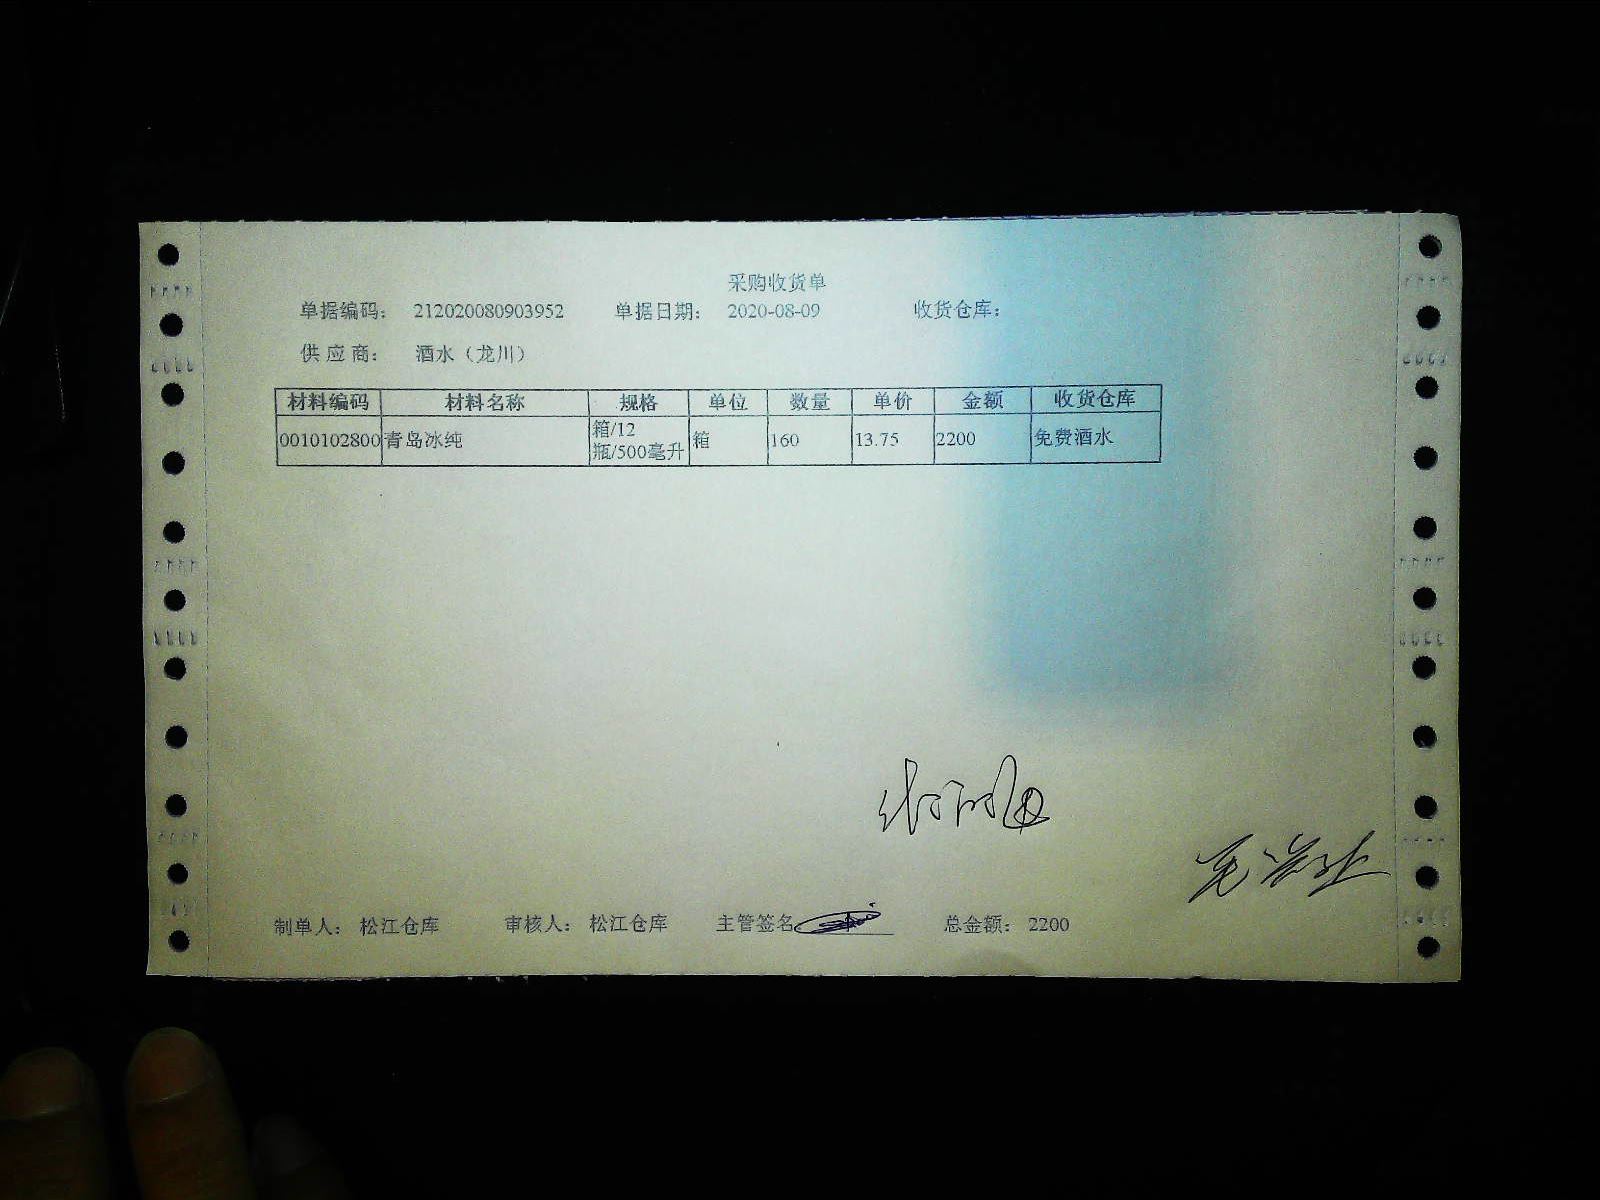 采购收货单
单据编码： 212020080903952 单据日期： 2020-08-09 收货仓库：
供 应 商： 酒水（龙川）
材料编码 材料名称 规格 单位 数量 单价 金额 收货仓库
0010102800 青岛冰纯 箱/12 箱 160 13.75 2200 免费酒水
瓶/500毫升
制单人： 松江仓库 审核人： 松江仓库 主管签名 总金额： 2200